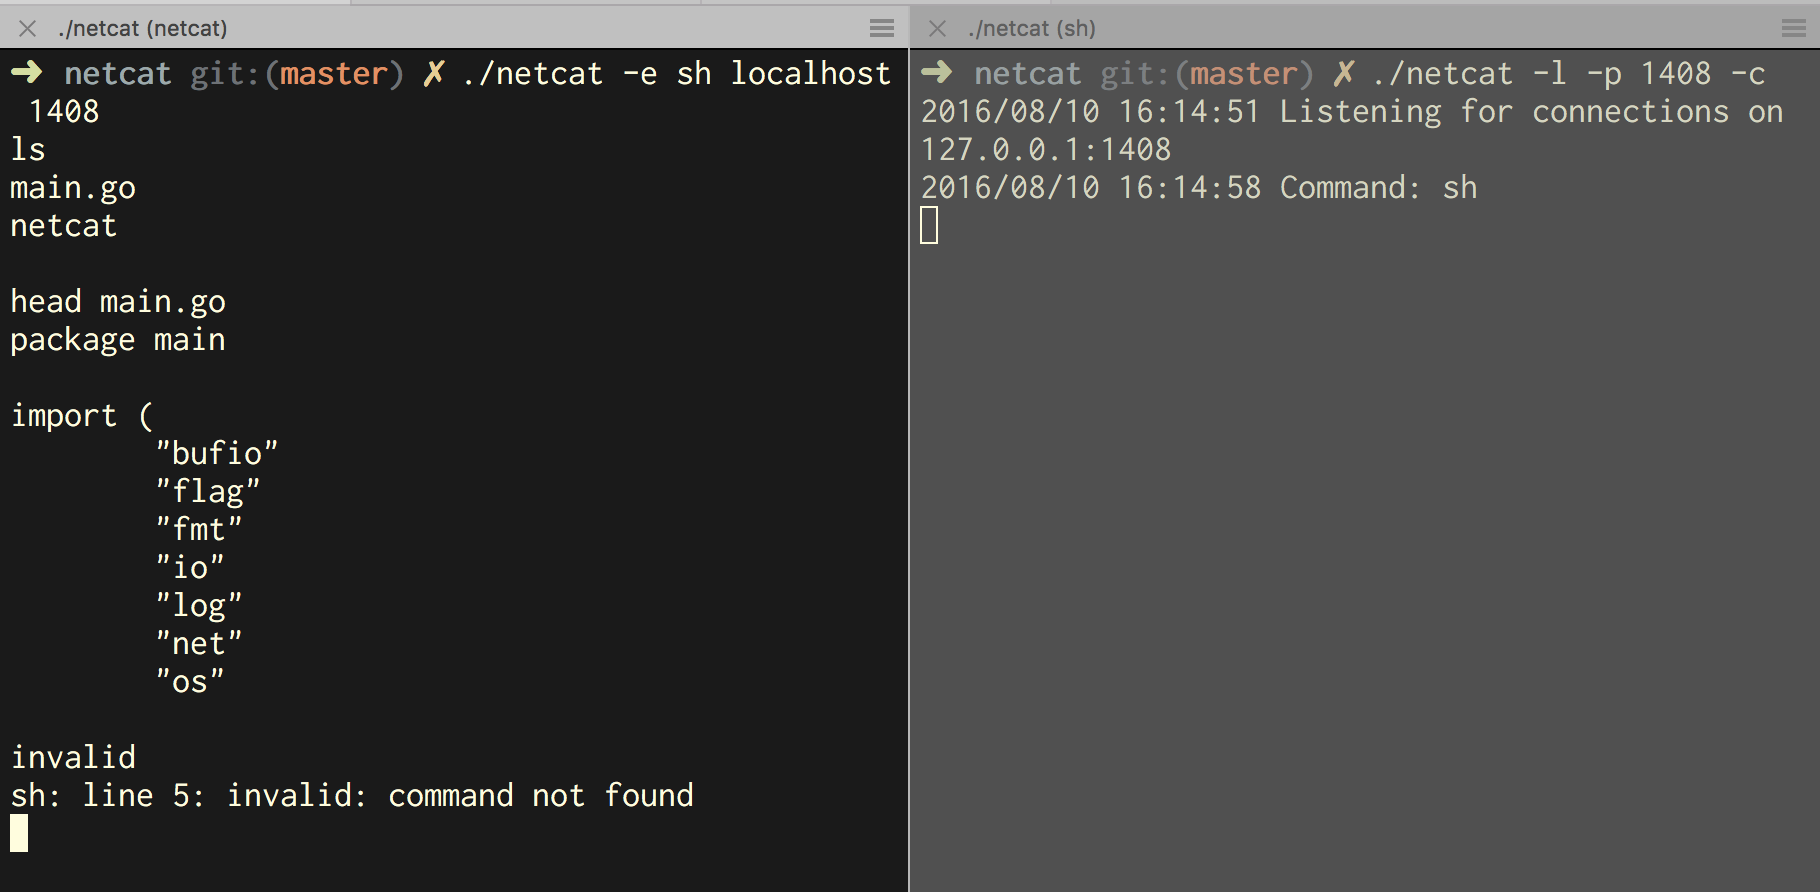 ./netcat (netcat)
➜ netcat git:(master) ✗ ./netcat -e sh localhost
1408
ls
main.go
netcat
head main.go
package main
import (
"bufio"
"flag"
"fmt"
"io"
"log"
"net"
"os"
invalid
sh: line 5: invalid: command not found
./netcat (sh)
➜ netcat git:(master) ✗ ./netcat -l -p 1408 -c
2016/08/10 16:14:51 Listening for connections on
127.0.0.1:1408
2016/08/10 16:14:58 Command: sh